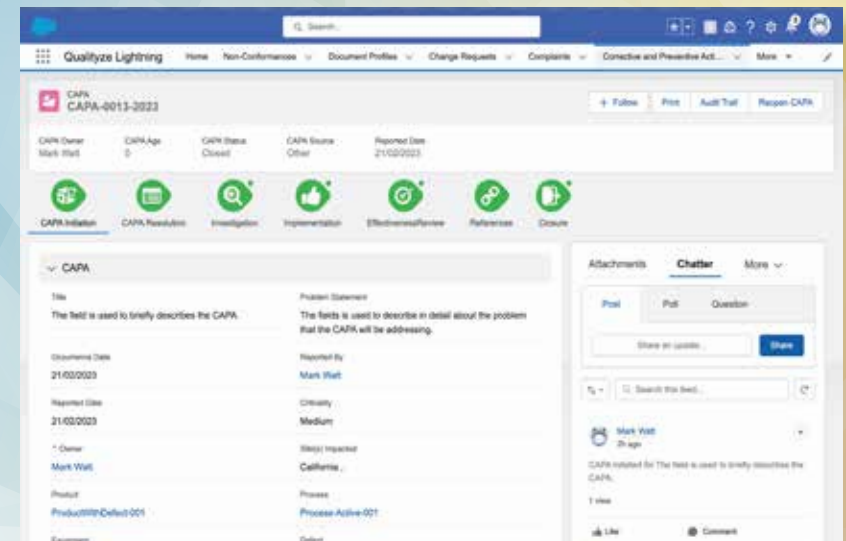 Search...
Qualityze Lightning Home Non-Conformances Document Profiles Change Requests Complaints Corrective and Preventive Acti... More
CAPA
CAPA-0013-2023
+ Follow Print Audit Trail Reopen CAPA
CAPA Owner CAPA Age CAPA Status CAPA Source Reported Date
Mark Watt 0 Closed Other 21/02/2023
CAPA Initiation CAPA Resolution Investigation Implementation EffectivenessReview References Closure
CAPA
Title Problem Statement
The field is used to briefly describes the CAPA. The fields is used to describe in detail about the problem
that the CAPA will be addressing.
Occurrence Date Reported By
21/02/2023 Mark Watt
Reported Date Criticality
21/02/2023 Medium
* Owner Site(s) Impacted
Mark Watt California ,
Product Process
ProductWithDefect-001 Process-Active-001
Equipment Defect
Attachments Chatter More
Post Poll Question
Share an update... Share
Search this feed...
Mark Watt
2h ago
CAPA initiated for The field is used to briefly describes the
CAPA.
1 view
Like Comment